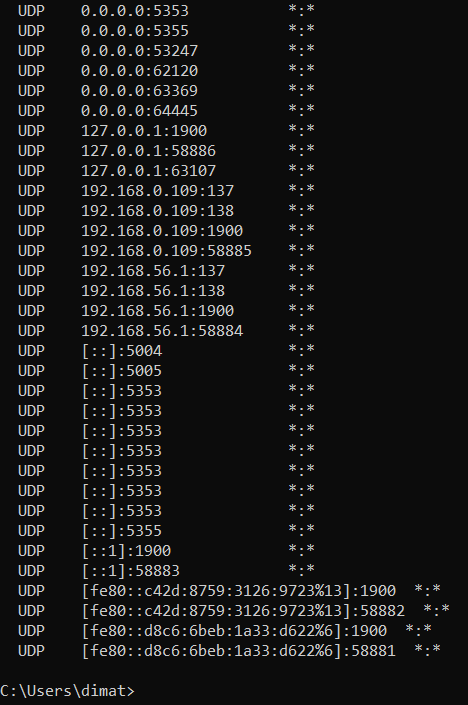 UDP    0.0.0.0:5353           *:*
UDP    0.0.0.0:5355           *:*
UDP    0.0.0.0:53247          *:*
UDP    0.0.0.0:62120          *:*
UDP    0.0.0.0:63369          *:*
UDP    0.0.0.0:64445          *:*
UDP    127.0.0.1:1900         *:*
UDP    127.0.0.1:58886        *:*
UDP    127.0.0.1:63107        *:*
UDP    192.168.0.109:137      *:*
UDP    192.168.0.109:138      *:*
UDP    192.168.0.109:1900     *:*
UDP    192.168.0.109:58885    *:*
UDP    192.168.56.1:137       *:*
UDP    192.168.56.1:138       *:*
UDP    192.168.56.1:1900      *:*
UDP    192.168.56.1:58884     *:*
UDP    [::]:5004              *:*
UDP    [::]:5005              *:*
UDP    [::]:5353              *:*
UDP    [::]:5353              *:*
UDP    [::]:5353              *:*
UDP    [::]:5353              *:*
UDP    [::]:5353              *:*
UDP    [::]:5353              *:*
UDP    [::]:5353              *:*
UDP    [::]:5355              *:*
UDP    [::1]:1900             *:*
UDP    [::1]:58883            *:*
UDP    [fe80::c42d:8759:3126:9723%13]:1900  *:*
UDP    [fe80::c42d:8759:3126:9723%13]:58882  *:*
UDP    [fe80::d8c6:6beb:1a33:d622%6]:1900  *:*
UDP    [fe80::d8c6:6beb:1a33:d622%6]:58881  *:*
C:\Users\dimat>